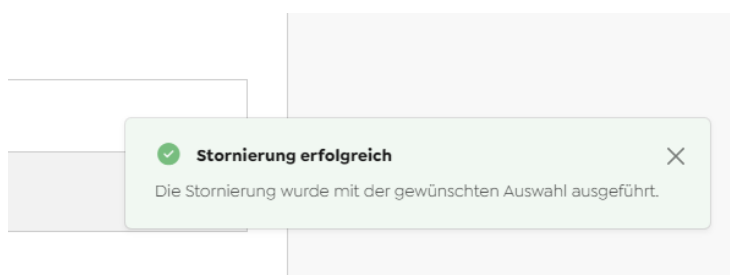 Stornierung erfolgreich
Die Stornierung wurde mit der gewünschten Auswahl ausgeführt.